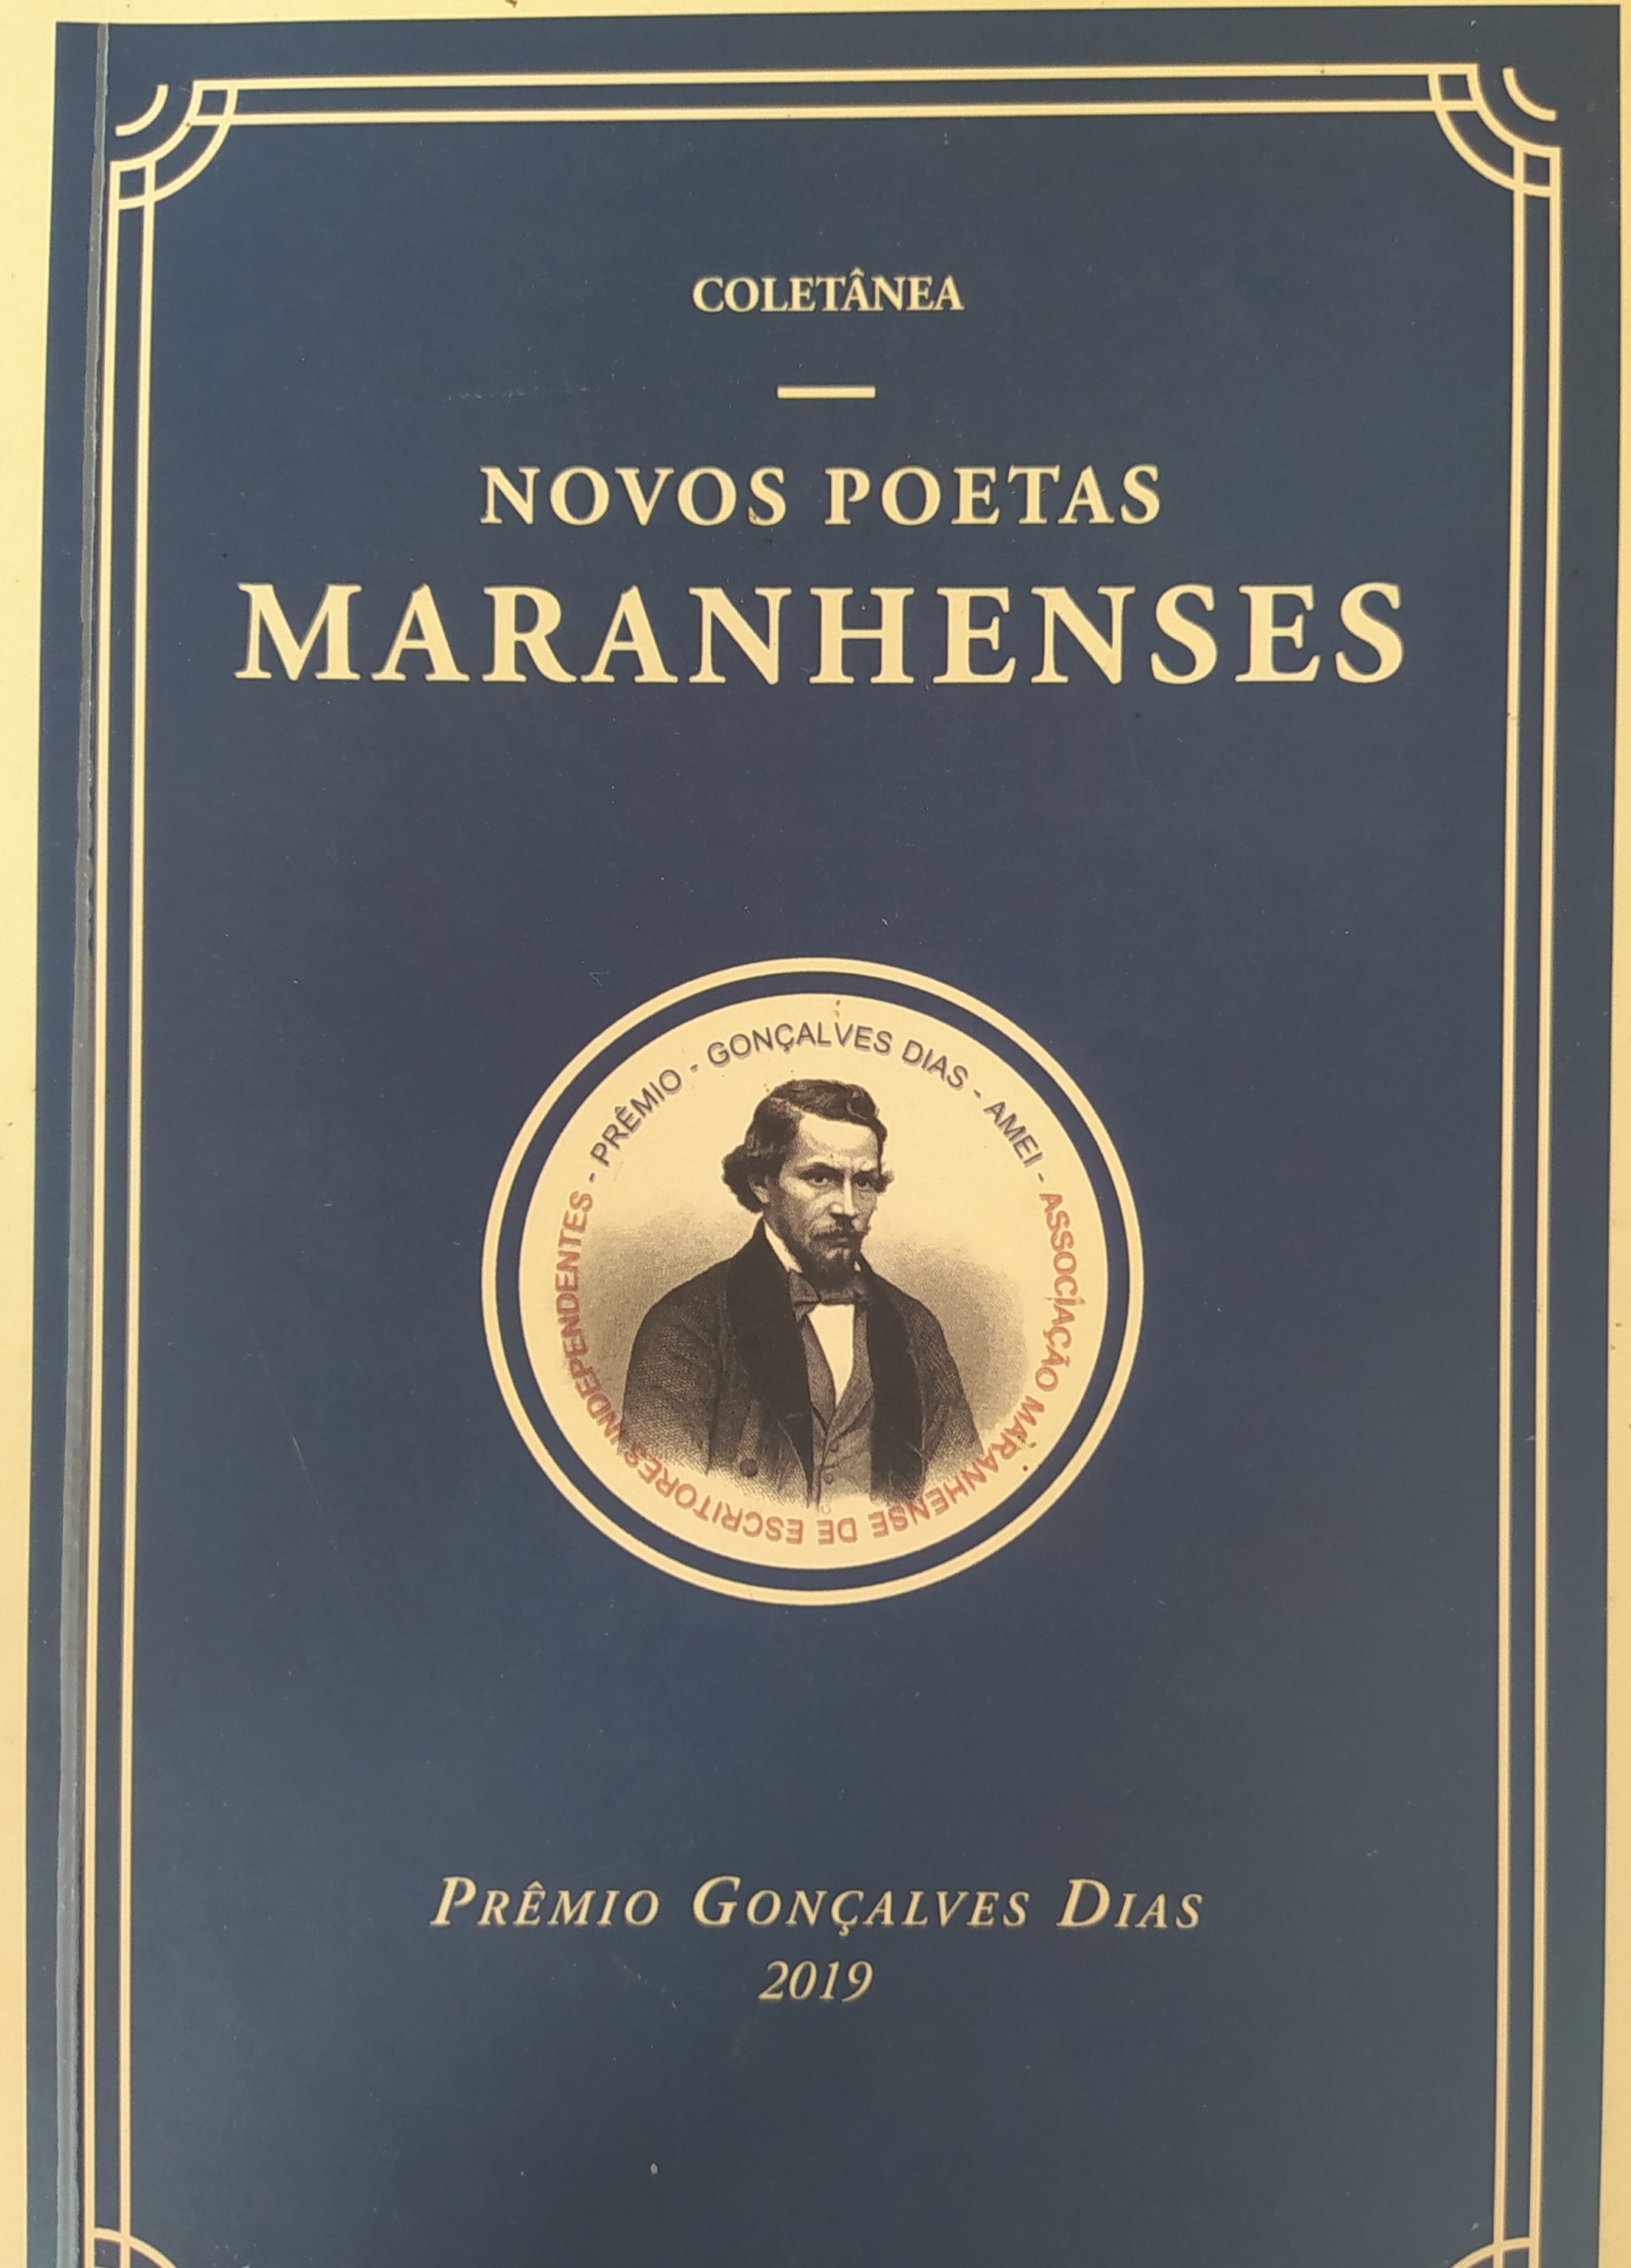 COLETÂNEA
NOVOS POETAS
MARANHENSES
PRÊMIO - GONÇALVES DIAS - AMEI - ASSOCIAÇÃO MARANHENSE DE ESCRITORES INDEPENDENTES -
PRÊMIO GONÇALVES DIAS
2019